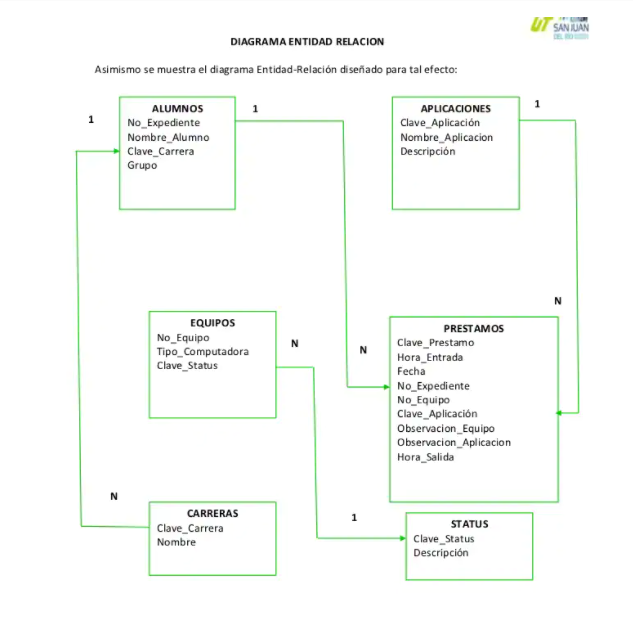 UT
SAN JUAN
DIAGRAMA ENTIDAD RELACION
Asimismo se muestra el diagrama Entidad-Relación diseñado para tal efecto:
1
ALUMNOS
No_Expediente
Nombre_Alumno
Clave_Carrera
Grupo
1
APLICACIONES
Clave_Aplicación
Nombre_Aplicacion
Descripción
1
EQUIPOS
No_Equipo
Tipo_Computadora
Clave_Status
N
N
N
PRESTAMOS
Clave_Prestamo
Hora_Entrada
Fecha
No_Expediente
No_Equipo
Clave_Aplicación
Observacion_Equipo
Observacion_Aplicacion
Hora_Salida
N
CARRERAS
Clave_Carrera
Nombre
1
STATUS
Clave_Status
Descripción